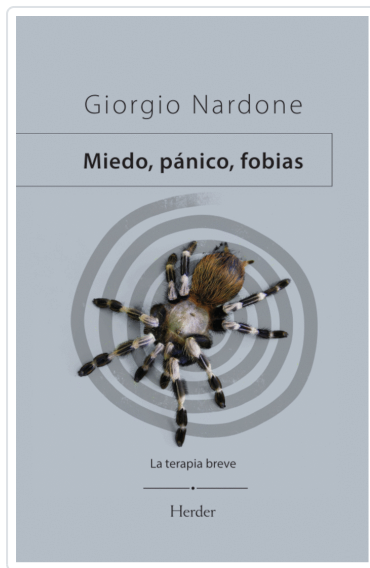 Giorgio Nardone
Miedo, pánico, fobias
La terapia breve
Herder